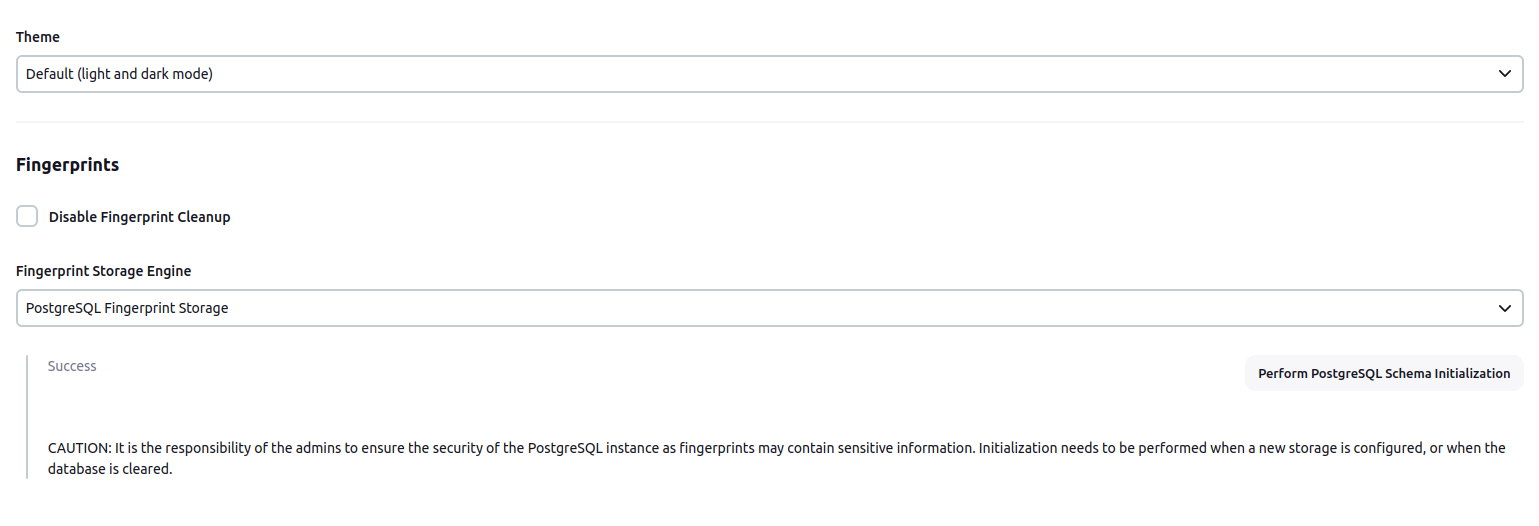 Theme
Default (light and dark mode)
Fingerprints
Disable Fingerprint Cleanup
Fingerprint Storage Engine
PostgreSQL Fingerprint Storage
Success
Perform PostgreSQL Schema Initialization
CAUTION: It is the responsibility of the admins to ensure the security of the PostgreSQL instance as fingerprints may contain sensitive information. Initialization needs to be performed when a new storage is configured, or when the
database is cleared.